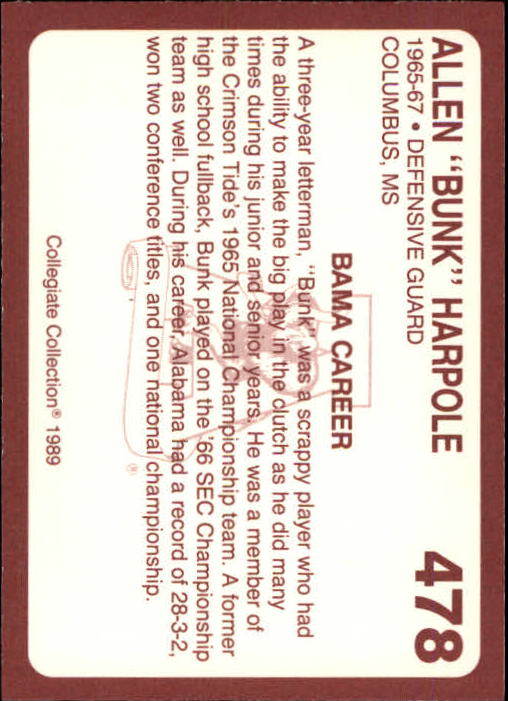 ALLEN "BUNK" HARPOLE 478
1965-67 • DEFENSIVE GUARD
COLUMBUS, MS
BAMA CAREER
A three-year letterman, "Bunk" was a scrappy player who had
the ability to make the big play in the clutch as he did many
times during his junior and senior years. He was a member of
the Crimson Tide's 1965 National Championship team. A former
high school fullback, Bunk played on the '66 SEC Championship
team as well. During his career, Alabama had a record of 28-3-2,
won two conference titles, and one national championship.
Collegiate Collection® 1989
®